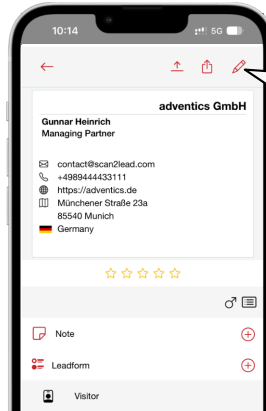 10:14
5G
adventics GmbH
Gunnar Heinrich
Managing Partner
contact@scan2lead.com
+4989444433111
https://adventics.de
Münchener Straße 23a
85540 Munich
Germany
Note
Leadform
Visitor